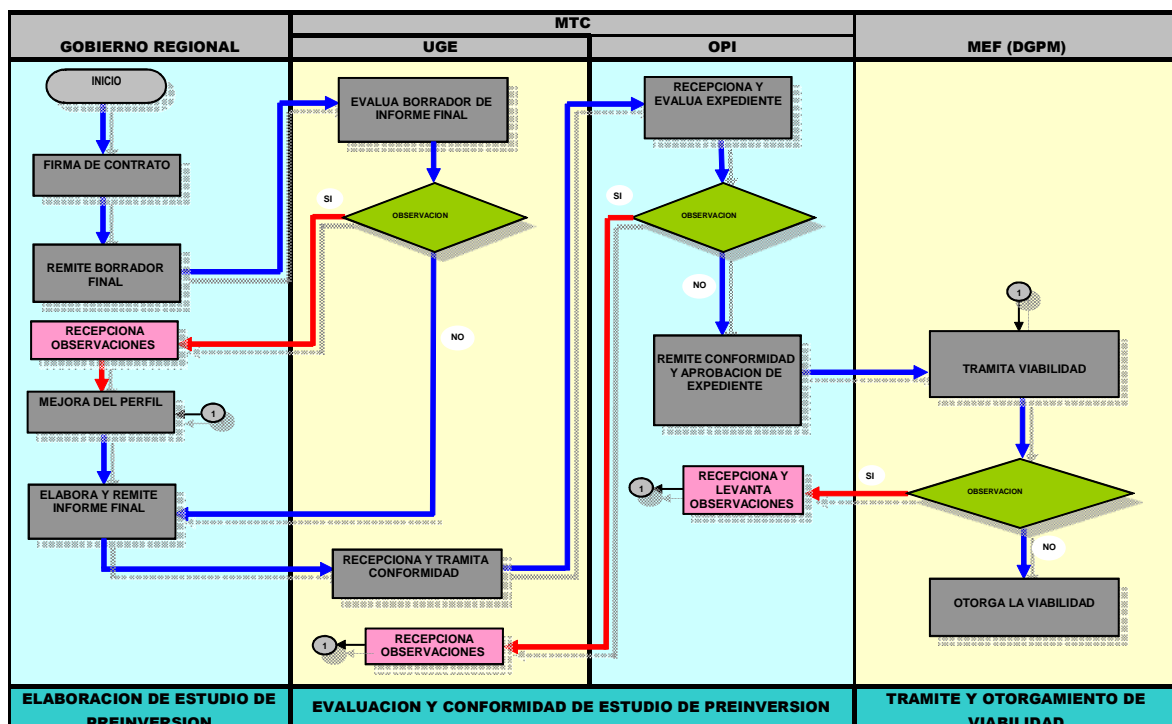 MTC
GOBIERNO REGIONAL
UGE
OPI
MEF (DGPM)
INICIO
FIRMA DE CONTRATO
REMITE BORRADOR
FINAL
RECEPCIONA
OBSERVACIONES
MEJORA DEL PERFIL
1
ELABORA Y REMITE
INFORME FINAL
EVALUA BORRADOR DE
INFORME FINAL
SI
OBSERVACION
NO
RECEPCIONA Y TRAMITA
CONFORMIDAD
1
RECEPCIONA
OBSERVACIONES
RECEPCIONA Y
EVALUA EXPEDIENTE
SI
OBSERVACION
NO
REMITE CONFORMIDAD
Y APROBACION DE
EXPEDIENTE
1
RECEPCIONA Y
LEVANTA
OBSERVACIONES
1
TRAMITA VIABILIDAD
SI
OBSERVACION
NO
OTORGA LA VIABILIDAD
ELABORACION DE ESTUDIO DE
PREINVERSION
EVALUACION Y CONFORMIDAD DE ESTUDIO DE PREINVERSION
TRAMITE Y OTORGAMIENTO DE
VIABILIDAD